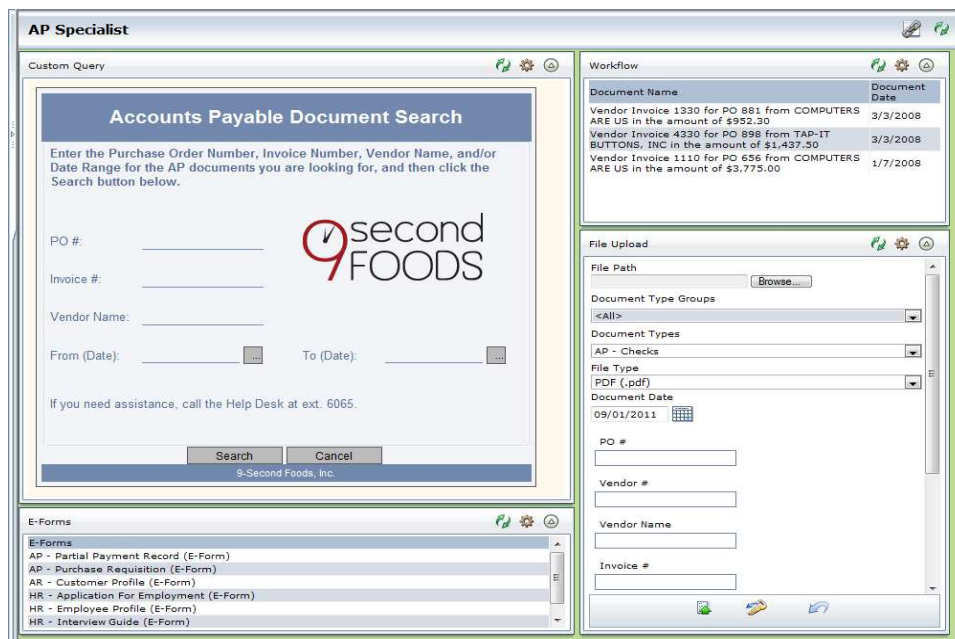 AP Specialist
Custom Query
Accounts Payable Document Search
Enter the Purchase Order Number, Invoice Number, Vendor Name, and/or
Date Range for the AP documents you are looking for, and then click the
Search button below.
9 second
FOODS
PO #:
Invoice #:
Vendor Name:
From (Date):
...
To (Date):
...
If you need assistance, call the Help Desk at ext. 6065.
Search
Cancel
9-Second Foods, Inc.
E-Forms
E-Forms
AP - Partial Payment Record (E-Form)
AP - Purchase Requisition (E-Form)
AR - Customer Profile (E-Form)
HR - Application For Employment (E-Form)
HR - Employee Profile (E-Form)
HR - Interview Guide (E-Form)
Workflow
Document Name
Document
Date
Vendor Invoice 1330 for PO 881 from COMPUTERS
ARE US in the amount of $952.30
3/3/2008
Vendor Invoice 4330 for PO 898 from TAP-IT
BUTTONS, INC in the amount of $1,437.50
3/3/2008
Vendor Invoice 1110 for PO 656 from COMPUTERS
ARE US in the amount of $3,775.00
1/7/2008
File Upload
File Path
Browse...
Document Type Groups
<All>
Document Types
AP - Checks
File Type
PDF (.pdf)
Document Date
09/01/2011
PO #
Vendor #
Vendor Name
Invoice #